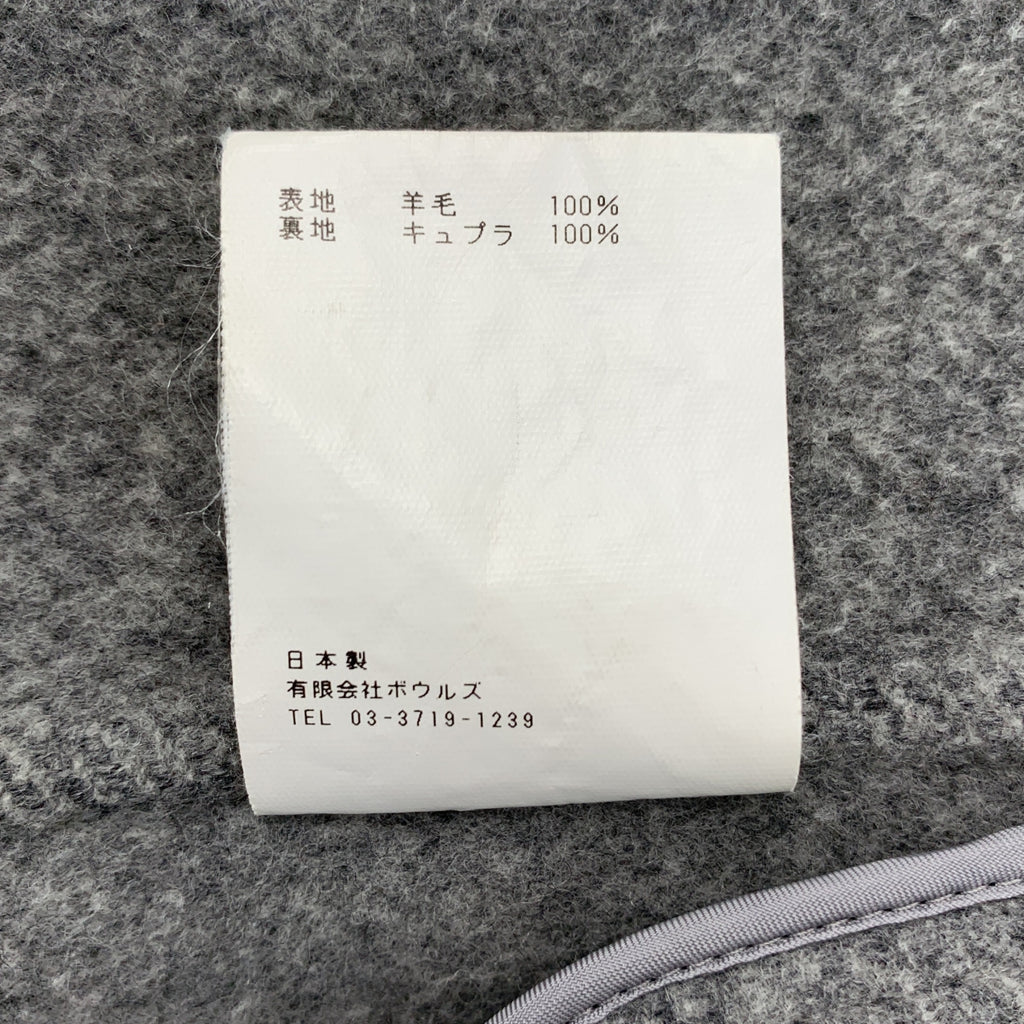 表地 羊毛 100%
裏地 キュプラ 100%
日本製
有限会社ボウルズ
TEL 03-3719-1239